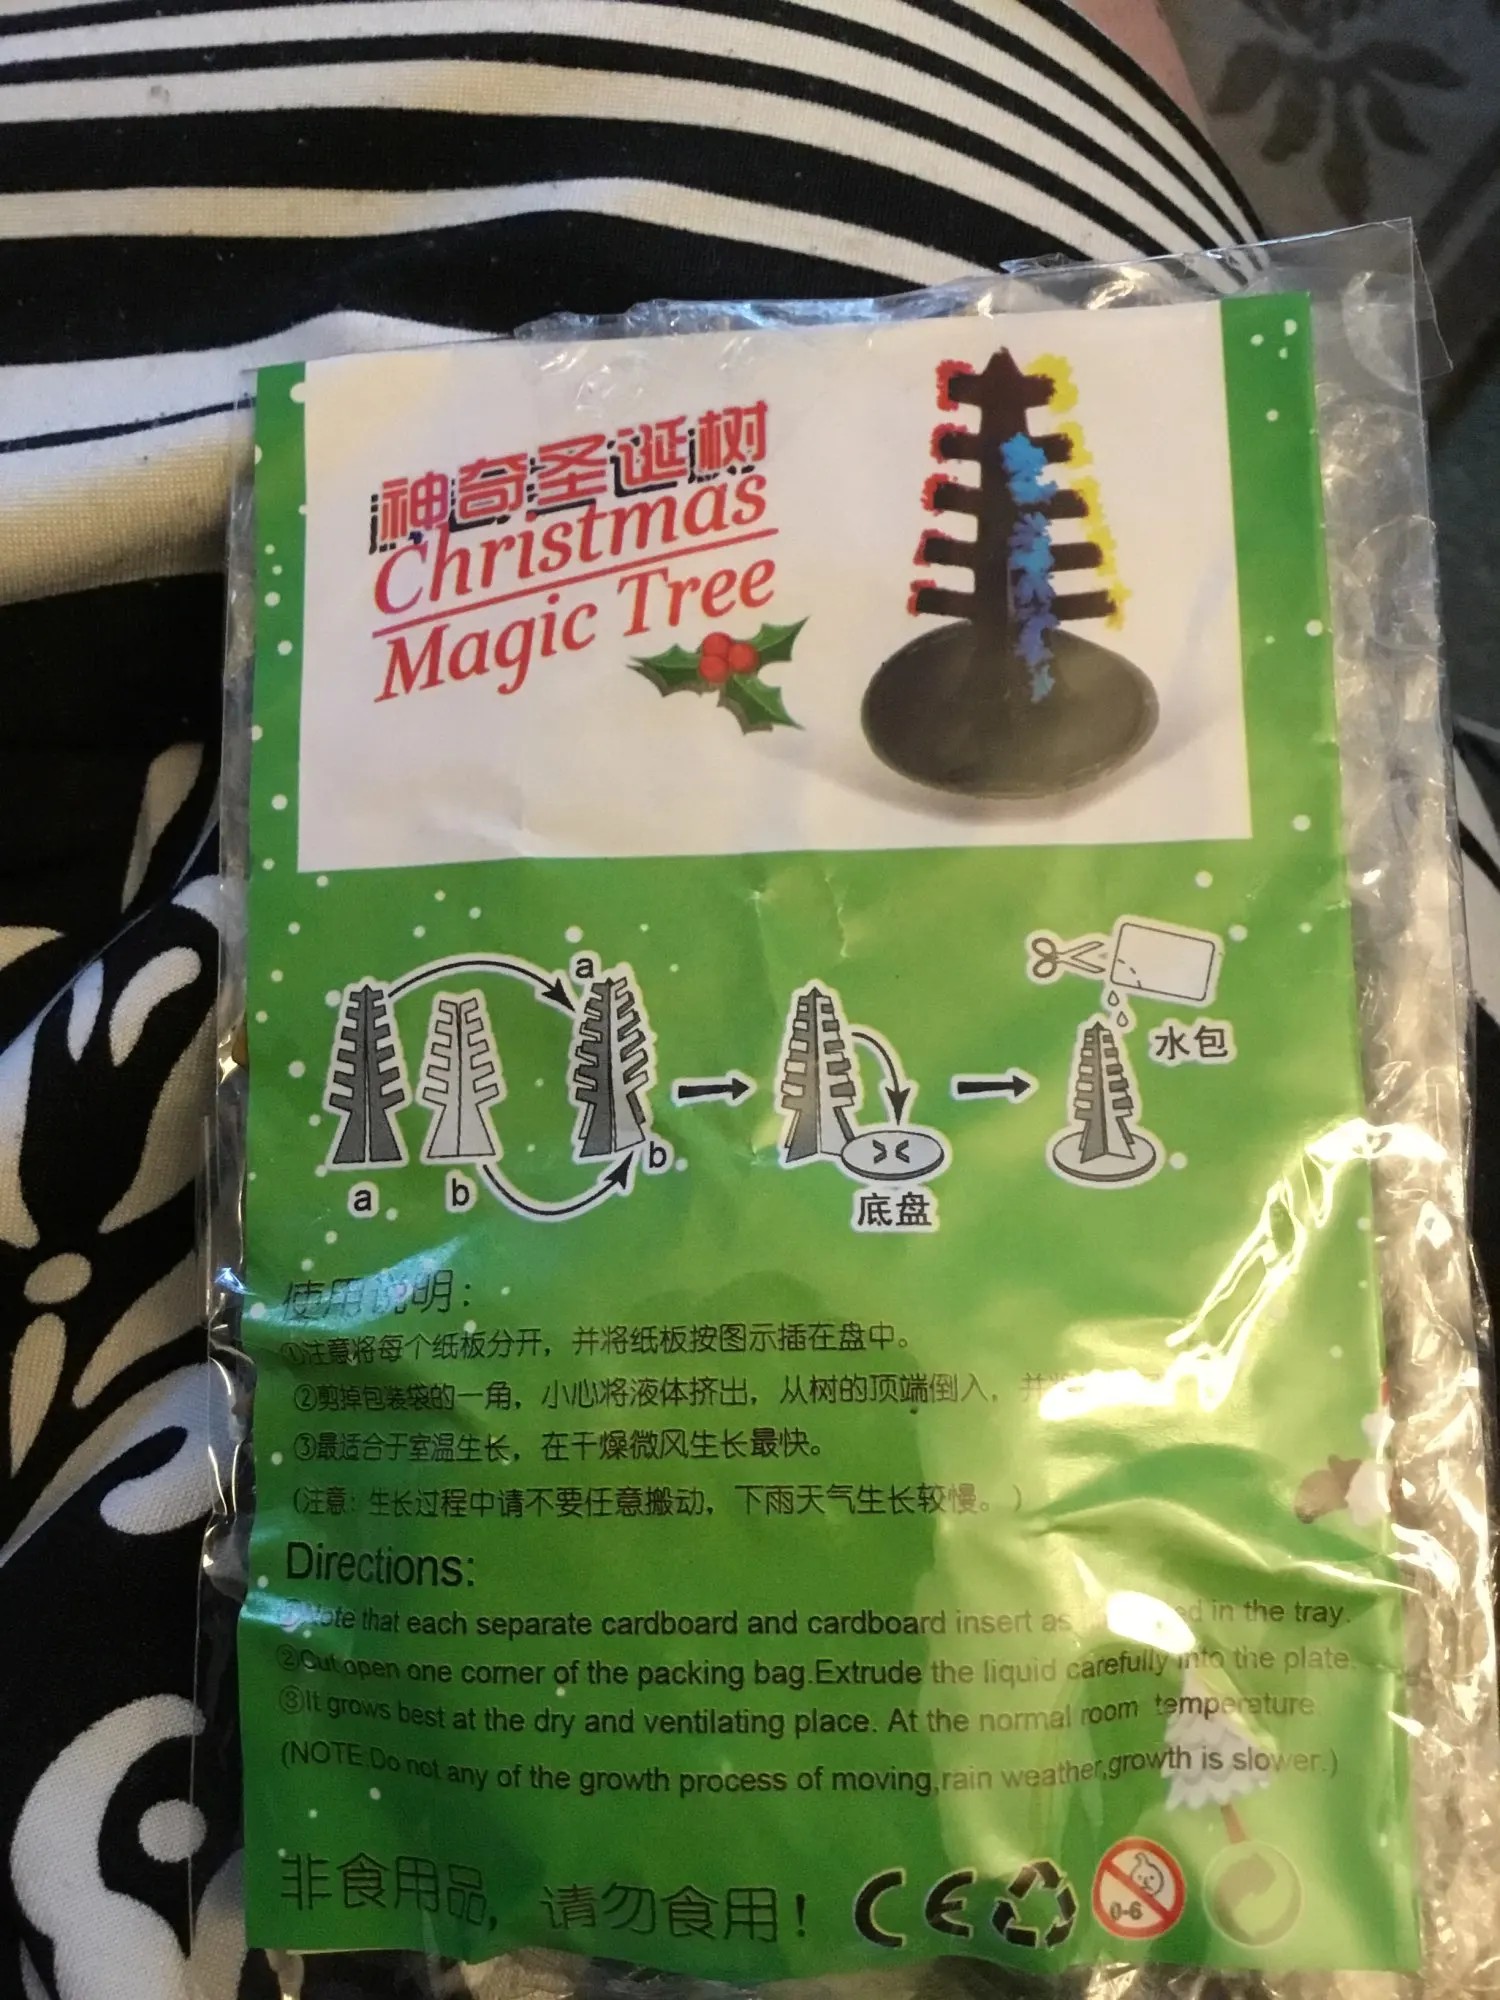 神奇圣诞树
Christmas
Magic Tree
a
水包
b
a
b
底盘
使用说明：
①注意将每个纸板分开，并将纸板按图示插在盘中。
②剪掉包装袋的一角，小心将液体挤出，从树的顶端倒入，并
③最适合于室温生长，在干燥微风生长最快。
（注意：生长过程中请不要任意搬动，下雨天气生长较慢。）
Directions:
①Note that each separate cardboard and cardboard insert as in the tray.
②Cut open one corner of the packing bag.Extrude the liquid carefully into the plate.
③It grows best at the dry and ventilating place. At the normal room temperature
(NOTE:Do not any of the growth process of moving,rain weather,growth is slower.)
非食用品，请勿食用！ CE 0-6